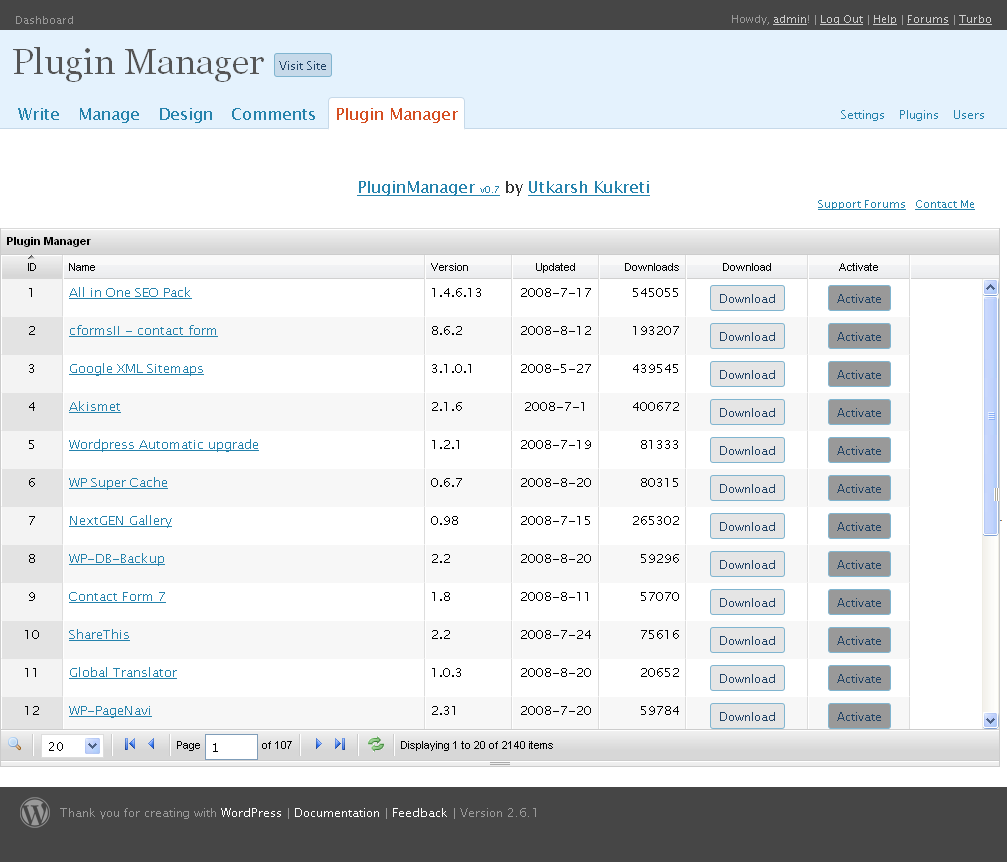 Dashboard Howdy, admin! | Log Out | Help | Forums | Turbo
Plugin Manager Visit Site
Write Manage Design Comments Plugin Manager Settings Plugins Users
PluginManager v0.7 by Utkarsh Kukreti
Support Forums Contact Me
Plugin Manager
ID Name Version Updated Downloads Download Activate
1 All in One SEO Pack 1.4.6.13 2008-7-17 545055 Download Activate
2 cformsII - contact form 8.6.2 2008-8-12 193207 Download Activate
3 Google XML Sitemaps 3.1.0.1 2008-5-27 439545 Download Activate
4 Akismet 2.1.6 2008-7-1 400672 Download Activate
5 Wordpress Automatic upgrade 1.2.1 2008-7-19 81333 Download Activate
6 WP Super Cache 0.6.7 2008-8-20 80315 Download Activate
7 NextGEN Gallery 0.98 2008-7-15 265302 Download Activate
8 WP-DB-Backup 2.2 2008-8-20 59296 Download Activate
9 Contact Form 7 1.8 2008-8-11 57070 Download Activate
10 ShareThis 2.2 2008-7-24 75616 Download Activate
11 Global Translator 1.0.3 2008-8-20 20652 Download Activate
12 WP-PageNavi 2.31 2008-7-20 59784 Download Activate
20 Page 1 of 107 Displaying 1 to 20 of 2140 items
Thank you for creating with WordPress | Documentation | Feedback | Version 2.6.1